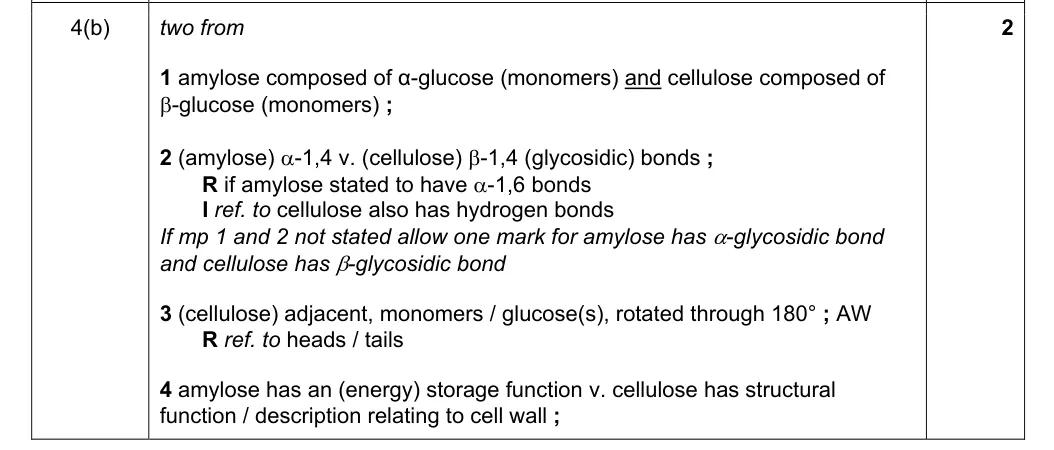 4(b)
two from
2
1 amylose composed of α-glucose (monomers) and cellulose composed of
β-glucose (monomers) ;
2 (amylose) α-1,4 v. (cellulose) β-1,4 (glycosidic) bonds ;
R if amylose stated to have α-1,6 bonds
I ref. to cellulose also has hydrogen bonds
If mp 1 and 2 not stated allow one mark for amylose has α-glycosidic bond
and cellulose has β-glycosidic bond
3 (cellulose) adjacent, monomers / glucose(s), rotated through 180° ; AW
R ref. to heads / tails
4 amylose has an (energy) storage function v. cellulose has structural
function / description relating to cell wall ;